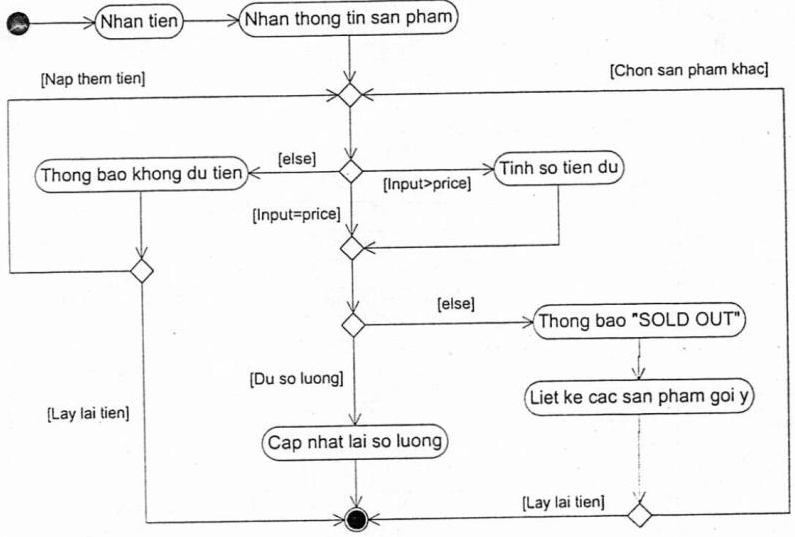 Nhan tien
Nhan thong tin san pham
[Nap them tien]
[Chon san pham khac]
[else]
Thong bao khong du tien
[Input>price]
Tinh so tien du
[Input=price]
[else]
Thong bao "SOLD OUT"
[Du so luong]
Liet ke cac san pham goi y
[Lay lai tien]
Cap nhat lai so luong
[Lay lai tien]